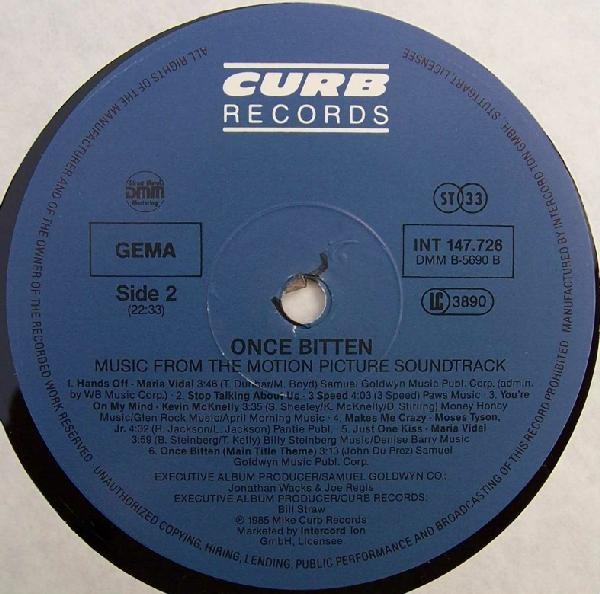 CURB
RECORDS
DMM
ST 33
GEMA
INT 147.726
DMM B-5690 B
Side 2
(22:33)
LC 3890
ONCE BITTEN
MUSIC FROM THE MOTION PICTURE SOUNDTRACK
1. Hands Off - Maria Vidal 3:46 (T. Dunbar/M. Boyd) Samuel Goldwyn Music Publ. Corp. (admin.
by WB Music Corp.) · 2. Stop Talking About Us - 3 Speed 4:03 (3 Speed) Paws Music · 3. You're
On My Mind - Kevin McKnelly 3:35 (S. Sheeley/K. McKnelly/D. Stirling) Money Honey
Music/Glen Rock Music/April Morning Music · 4. Makes Me Crazy - Moses Tyson,
Jr. 4:32 (R. Jackson/L. Jackson) Pantie Publ. · 5. Just One Kiss - Maria Vidal
3:59 (B. Steinberg/T. Kelly) Billy Steinberg Music/Denise Barry Music
6. Once Bitten (Main Title Theme) 3:13 (John Du Prez) Samuel
Goldwyn Music Publ. Corp.
EXECUTIVE ALBUM PRODUCER/SAMUEL GOLDWYN CO.:
Jonathan Wacks & Joe Regis
EXECUTIVE ALBUM PRODUCER/CURB RECORDS:
Bill Straw
℗ 1985 Mike Curb Records
Marketed by Intercord Ton
GmbH, Licensee
ALL RIGHTS OF THE MANUFACTURER AND OF THE OWNER OF THE RECORDED WORK RESERVED. UNAUTHORIZED COPYING, HIRING, LENDING, PUBLIC PERFORMANCE AND BROADCASTING OF THIS RECORD PROHIBITED. MANUFACTURED BY INTERCORD TON GMBH, STUTTGART, LICENSEE